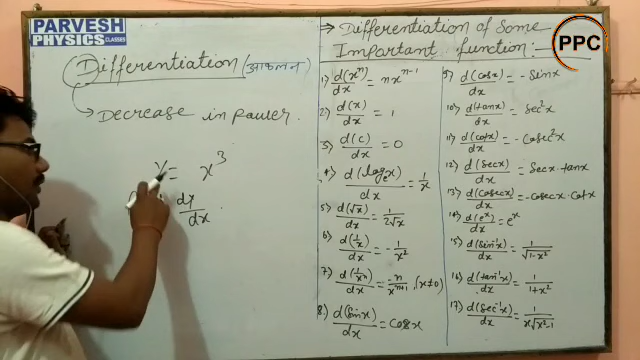 PARVESH
PHYSICS CLASSES
Differentiation (आकलन)
→ Decrease in pawer.
y = x³
dy/dx
⇒ Differentiation of Some
Impartant function:-
PPC
1) d(xⁿ)/dx = nxⁿ⁻¹
2) d(x)/dx = 1
3) d(c)/dx = 0
4) d(logₑx)/dx = 1/x
5) d(√x)/dx = 1/2√x
6) d(1/x)/dx = -1/x²
7) d(1/xⁿ)/dx = n/xⁿ⁺¹, (x≠0)
8) d(sinx)/dx = Cosx
9) d(cosx)/dx = -Sinx
10) d(tanx)/dx = Sec²x
11) d(cotx)/dx = -Cosec²x
12) d(secx)/dx = Secx·tanx
13) d(cosecx)/dx = -cosecx·Cotx
14) d(eˣ)/dx = eˣ
15) d(sin⁻¹x)/dx = 1/√1-x²
16) d(tan⁻¹x)/dx = 1/1+x²
17) d(sec⁻¹x)/dx = 1/x√x²-1